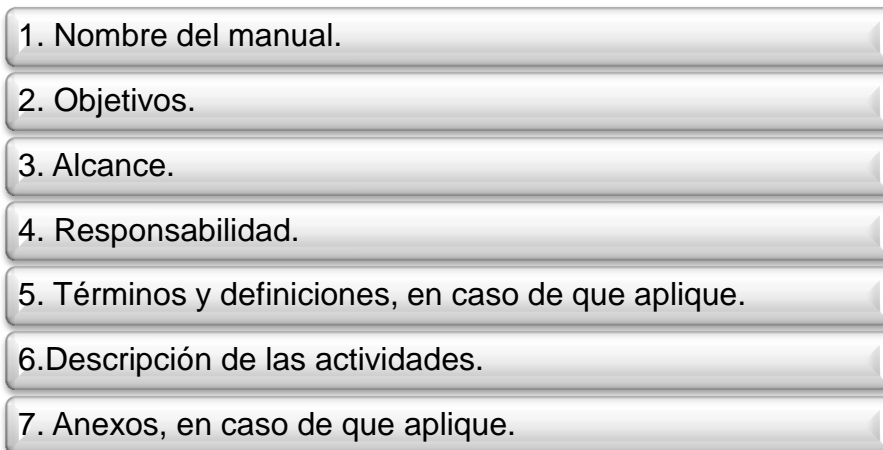 1. Nombre del manual.
2. Objetivos.
3. Alcance.
4. Responsabilidad.
5. Términos y definiciones, en caso de que aplique.
6.Descripción de las actividades.
7. Anexos, en caso de que aplique.